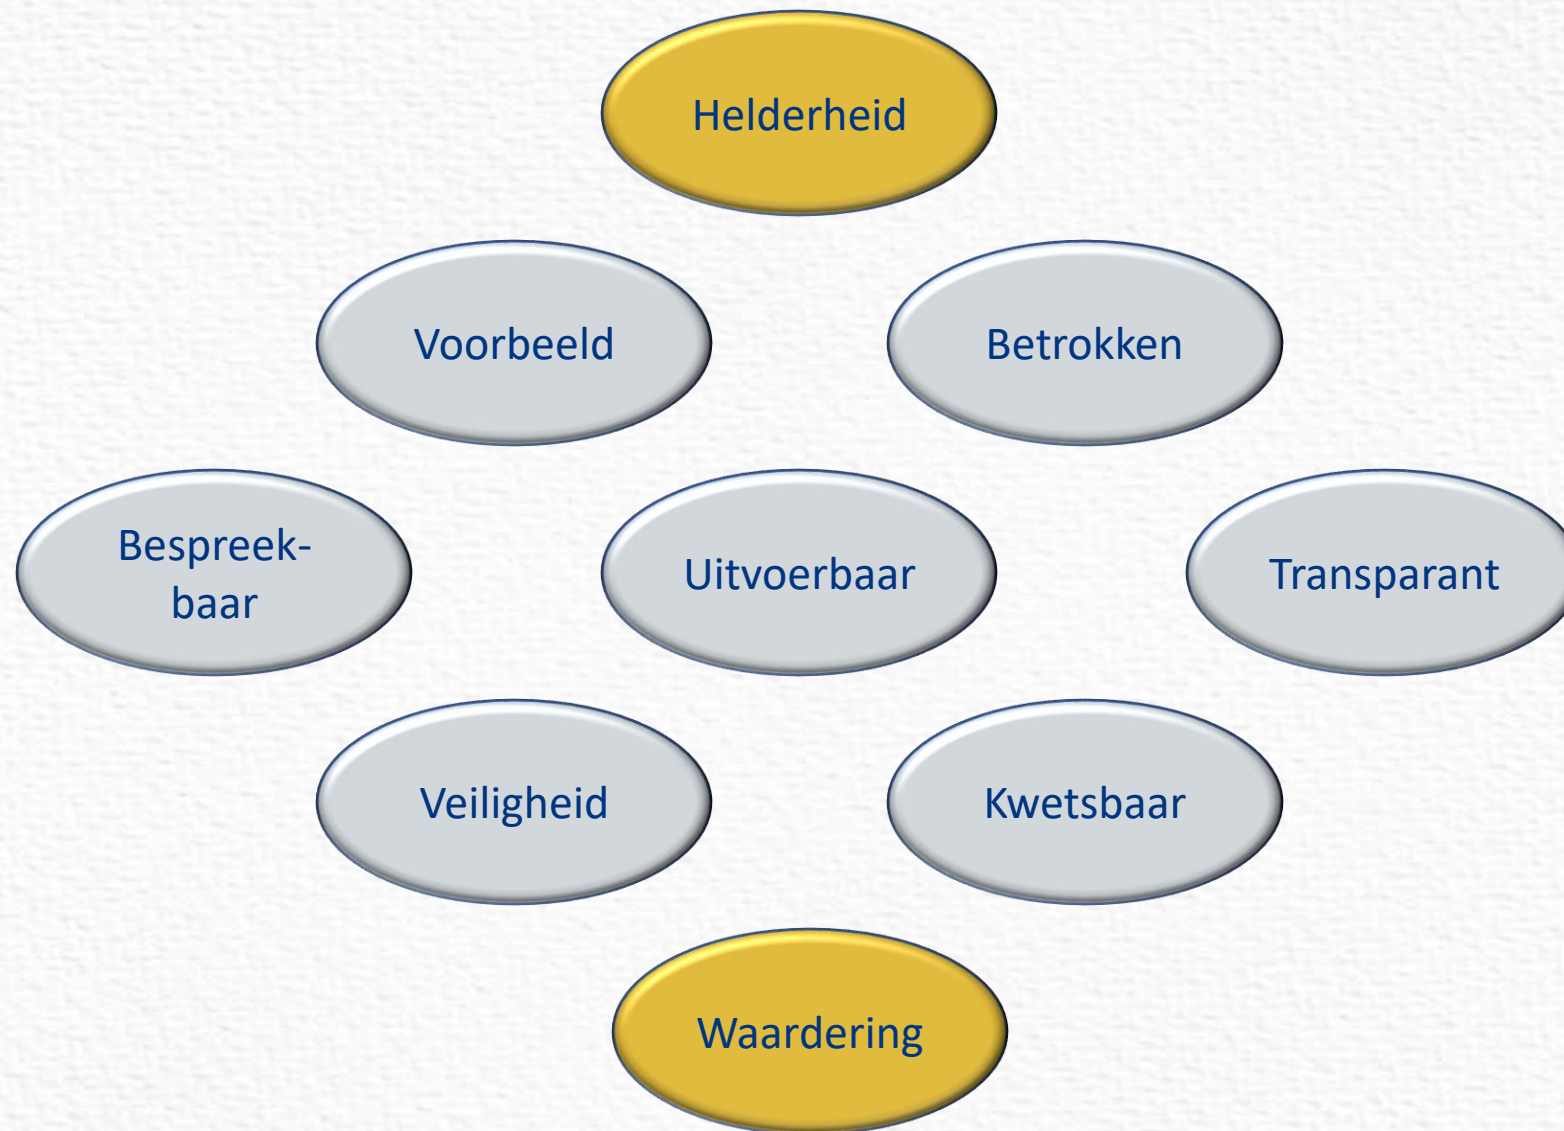 Helderheid
Voorbeeld
Betrokken
Bespreek-
baar
Uitvoerbaar
Transparant
Veiligheid
Kwetsbaar
Waardering